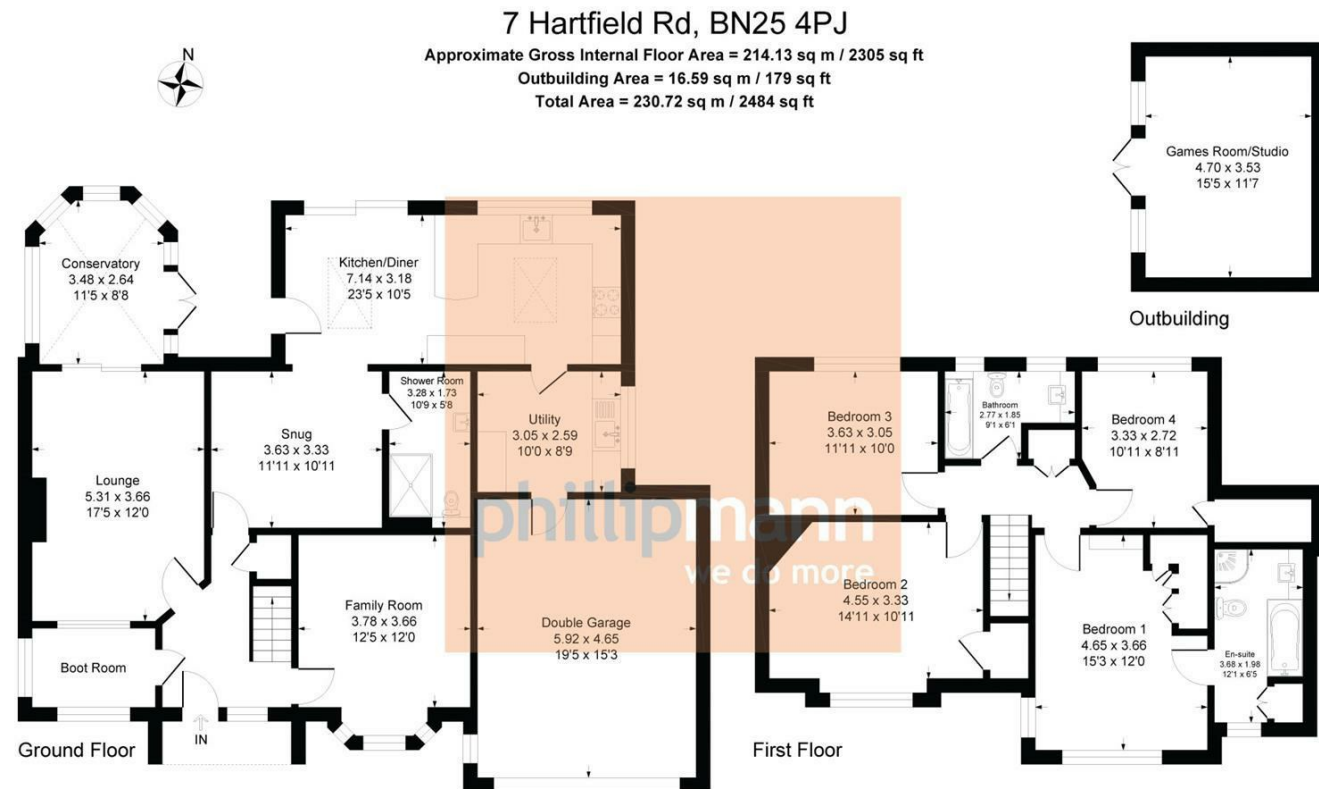 7 Hartfield Rd, BN25 4PJ
Approximate Gross Internal Floor Area = 214.13 sq m / 2305 sq ft
Outbuilding Area = 16.59 sq m / 179 sq ft
Total Area = 230.72 sq m / 2484 sq ft
N
Games Room/Studio
4.70 x 3.53
15'5 x 11'7
Outbuilding
Conservatory
3.48 x 2.64
11'5 x 8'8
Kitchen/Diner
7.14 x 3.18
23'5 x 10'5
Shower Room
3.28 x 1.73
10'9 x 5'8
Utility
3.05 x 2.59
10'0 x 8'9
Snug
3.63 x 3.33
11'11 x 10'11
Lounge
5.31 x 3.66
17'5 x 12'0
Family Room
3.78 x 3.66
12'5 x 12'0
Double Garage
5.92 x 4.65
19'5 x 15'3
Boot Room
IN
Ground Floor
phillipmann
we do more
Bedroom 3
3.63 x 3.05
11'11 x 10'0
Bathroom
2.77 x 1.85
9'1 x 6'1
Bedroom 4
3.33 x 2.72
10'11 x 8'11
Bedroom 2
4.55 x 3.33
14'11 x 10'11
Bedroom 1
4.65 x 3.66
15'3 x 12'0
En-suite
3.68 x 1.98
12'1 x 6'5
First Floor